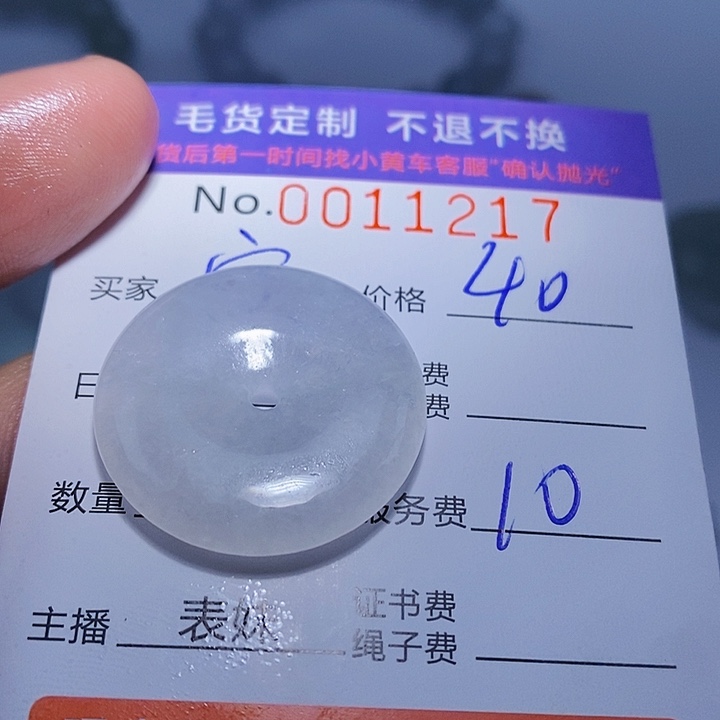 毛货定制 不退不换
货后第一时间找小黄车客服"确认抛光"
No.0011217
买家 价格 40
日 费
费
数量 服务费 10
主播 表妹 证书费
绳子费